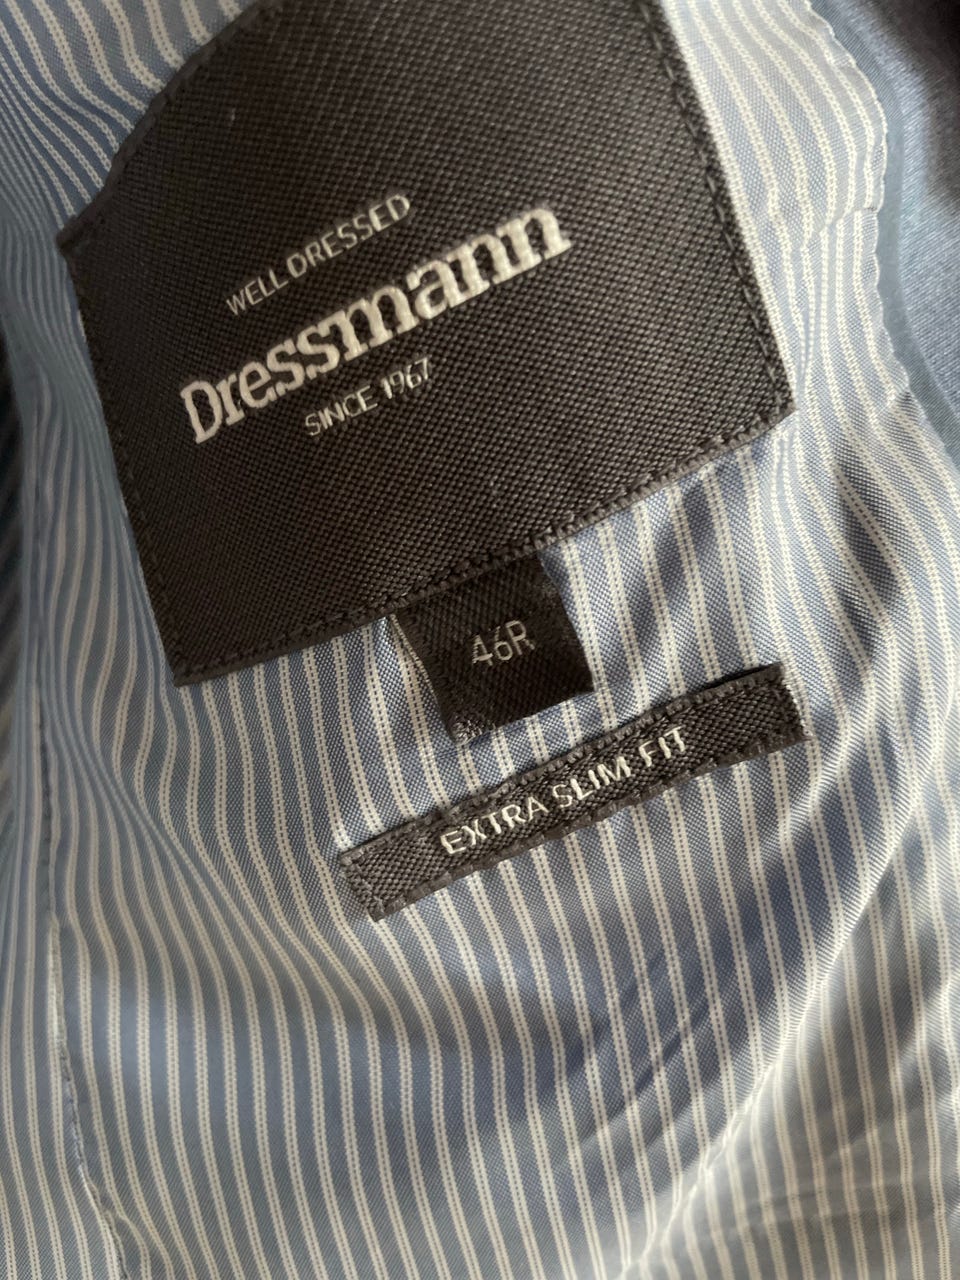 WELL DRESSED
Dressmann
SINCE 1967
46R
EXTRA SLIM FIT